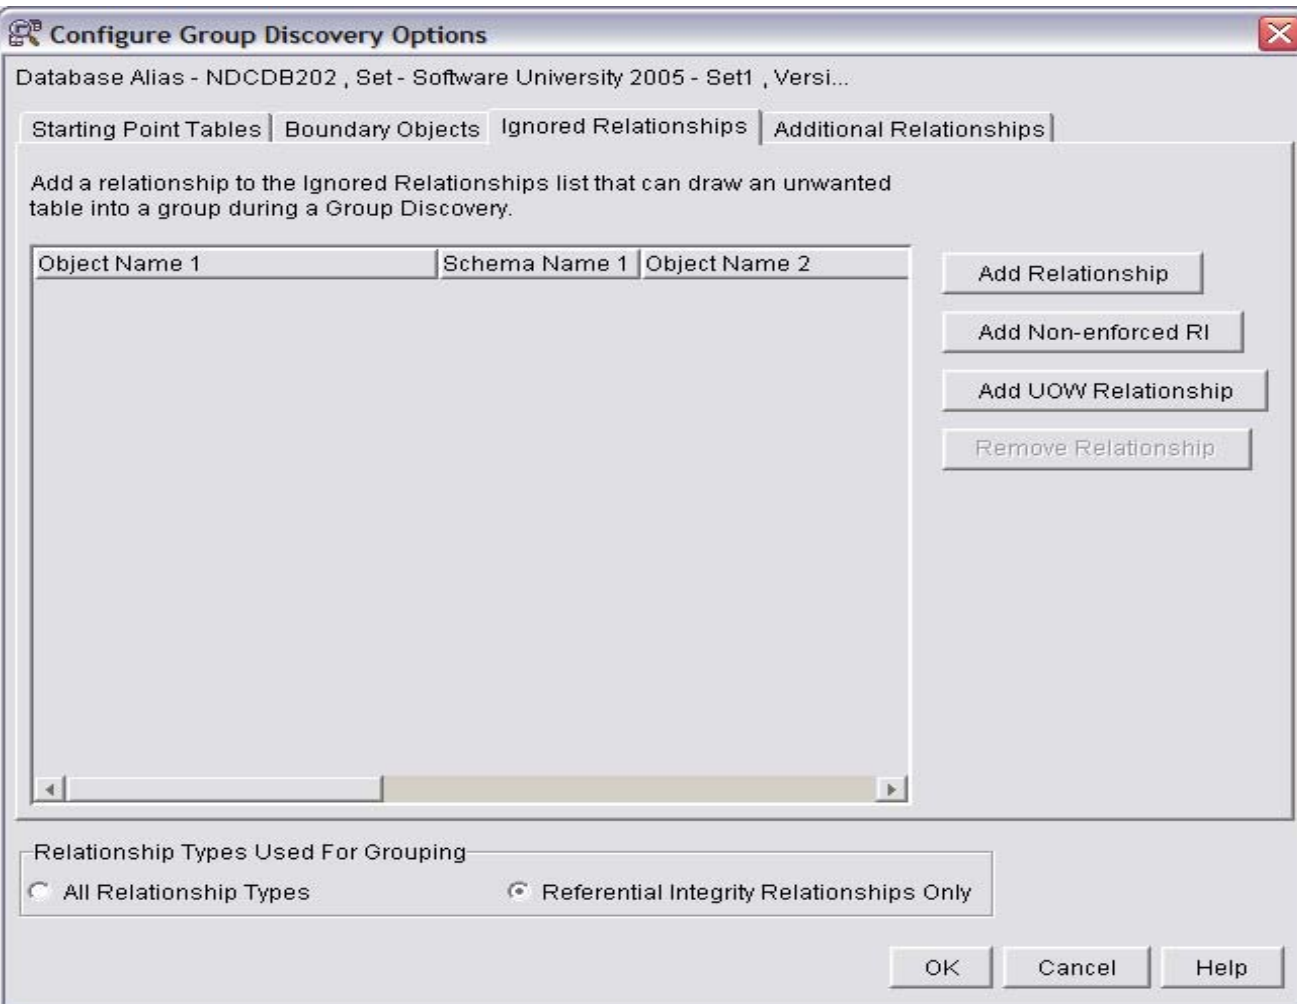 Configure Group Discovery Options
Database Alias - NDCDB202 , Set - Software University 2005 - Set1 , Versi...
Starting Point Tables Boundary Objects Ignored Relationships Additional Relationships
Add a relationship to the Ignored Relationships list that can draw an unwanted
table into a group during a Group Discovery.
Object Name 1 Schema Name 1 Object Name 2
Add Relationship
Add Non-enforced RI
Add UOW Relationship
Remove Relationship
Relationship Types Used For Grouping
All Relationship Types Referential Integrity Relationships Only
OK Cancel Help